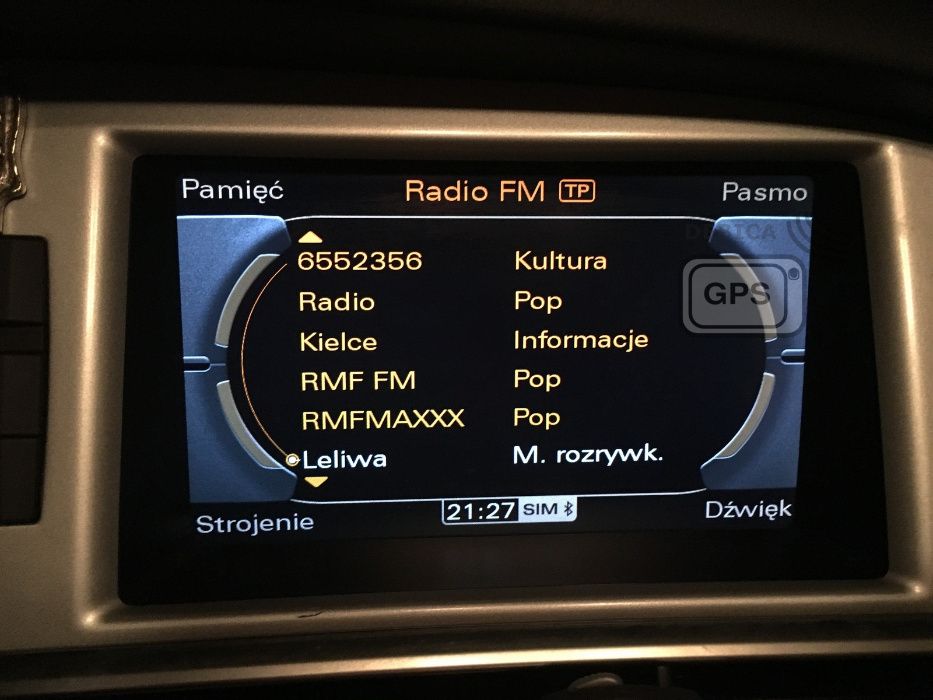 Pamięć Radio FM TP Pasmo
DERICA
GPS
6552356 Kultura
Radio Pop
Kielce Informacje
RMF FM Pop
RMFMAXXX Pop
Leliwa M. rozrywk.
Strojenie 21:27 SIM Dźwięk